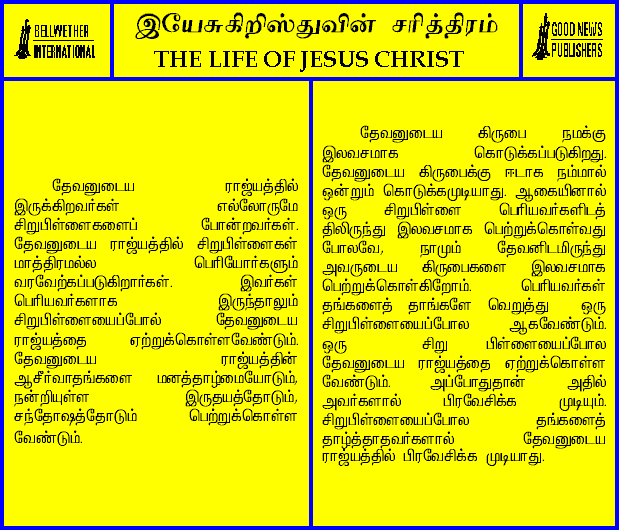 BELLWETHER
INTERNATIONAL
இயேசுகிறிஸ்துவின் சரித்திரம்
THE LIFE OF JESUS CHRIST
GOOD NEWS
PUBLISHERS
தேவனுடைய ராஜ்யத்தில்
இருக்கிறவர்கள் எல்லோருமே
சிறுபிள்ளைகளைப் போன்றவர்கள்.
தேவனுடைய ராஜ்யத்தில் சிறுபிள்ளைகள்
மாத்திரமல்ல பெரியோர்களும்
வரவேற்கப்படுகிறார்கள். இவர்கள்
பெரியவர்களாக இருந்தாலும்
சிறுபிள்ளையைப்போல் தேவனுடைய
ராஜ்யத்தை ஏற்றுக்கொள்ளவேண்டும்.
தேவனுடைய ராஜ்யத்தின்
ஆசீர்வாதங்களை மனத்தாழ்மையோடும்,
நன்றியுள்ள இருதயத்தோடும்,
சந்தோஷத்தோடும் பெற்றுக்கொள்ள
வேண்டும்.
தேவனுடைய கிருபை நமக்கு
இலவசமாக கொடுக்கப்படுகிறது.
தேவனுடைய கிருபைக்கு ஈடாக நம்மால்
ஒன்றும் கொடுக்கமுடியாது. ஆகையினால்
ஒரு சிறுபிள்ளை பெரியவர்களிடத்
திலிருந்து இலவசமாக பெற்றுக்கொள்வது
போலவே, நாமும் தேவனிடமிருந்து
அவருடைய கிருபைகளை இலவசமாக
பெற்றுக்கொள்கிறோம். பெரியவர்கள்
தங்களைத் தாங்களே வெறுத்து ஒரு
சிறுபிள்ளையைப்போல ஆகவேண்டும்.
ஒரு சிறு பிள்ளையைப்போல
தேவனுடைய ராஜ்யத்தை ஏற்றுக்கொள்ள
வேண்டும். அப்போதுதான் அதில்
அவர்களால் பிரவேசிக்க முடியும்.
சிறுபிள்ளையைப்போல தங்களைத்
தாழ்த்தாதவர்களால் தேவனுடைய
ராஜ்யத்தில் பிரவேசிக்க முடியாது.